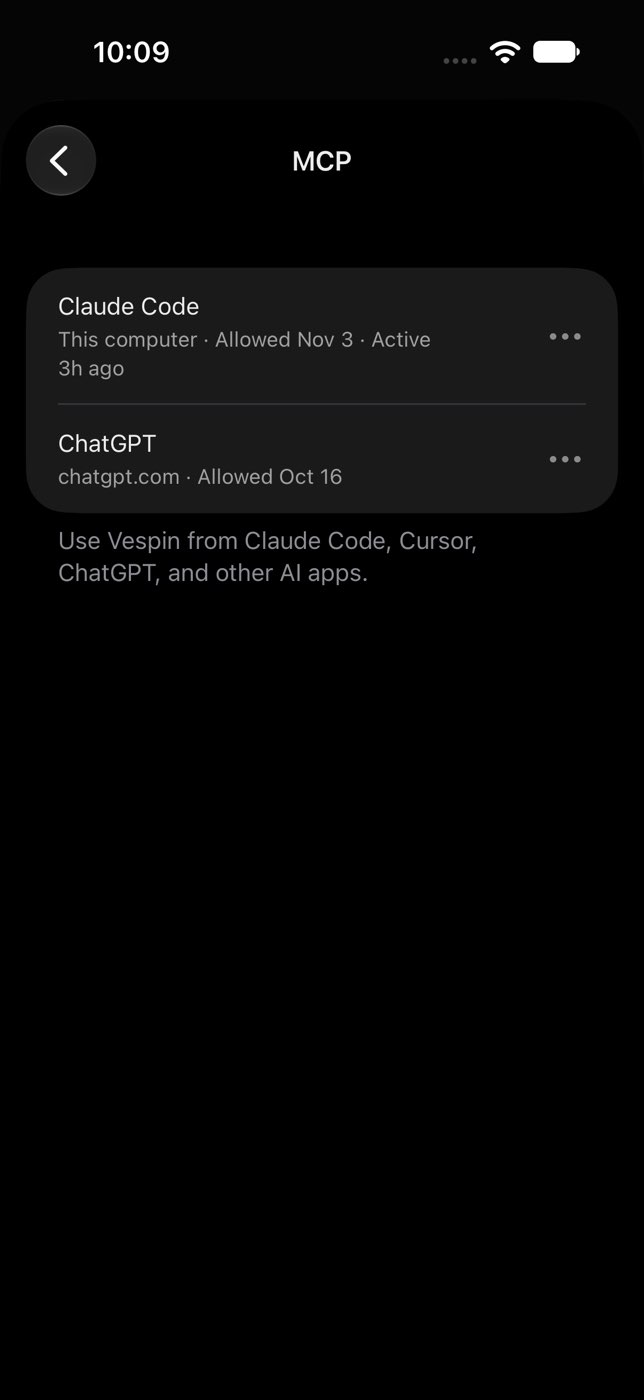 10:09
MCP
Claude Code
This computer · Allowed Nov 3 · Active
3h ago
ChatGPT
chatgpt.com · Allowed Oct 16
Use Vespin from Claude Code, Cursor,
ChatGPT, and other AI apps.